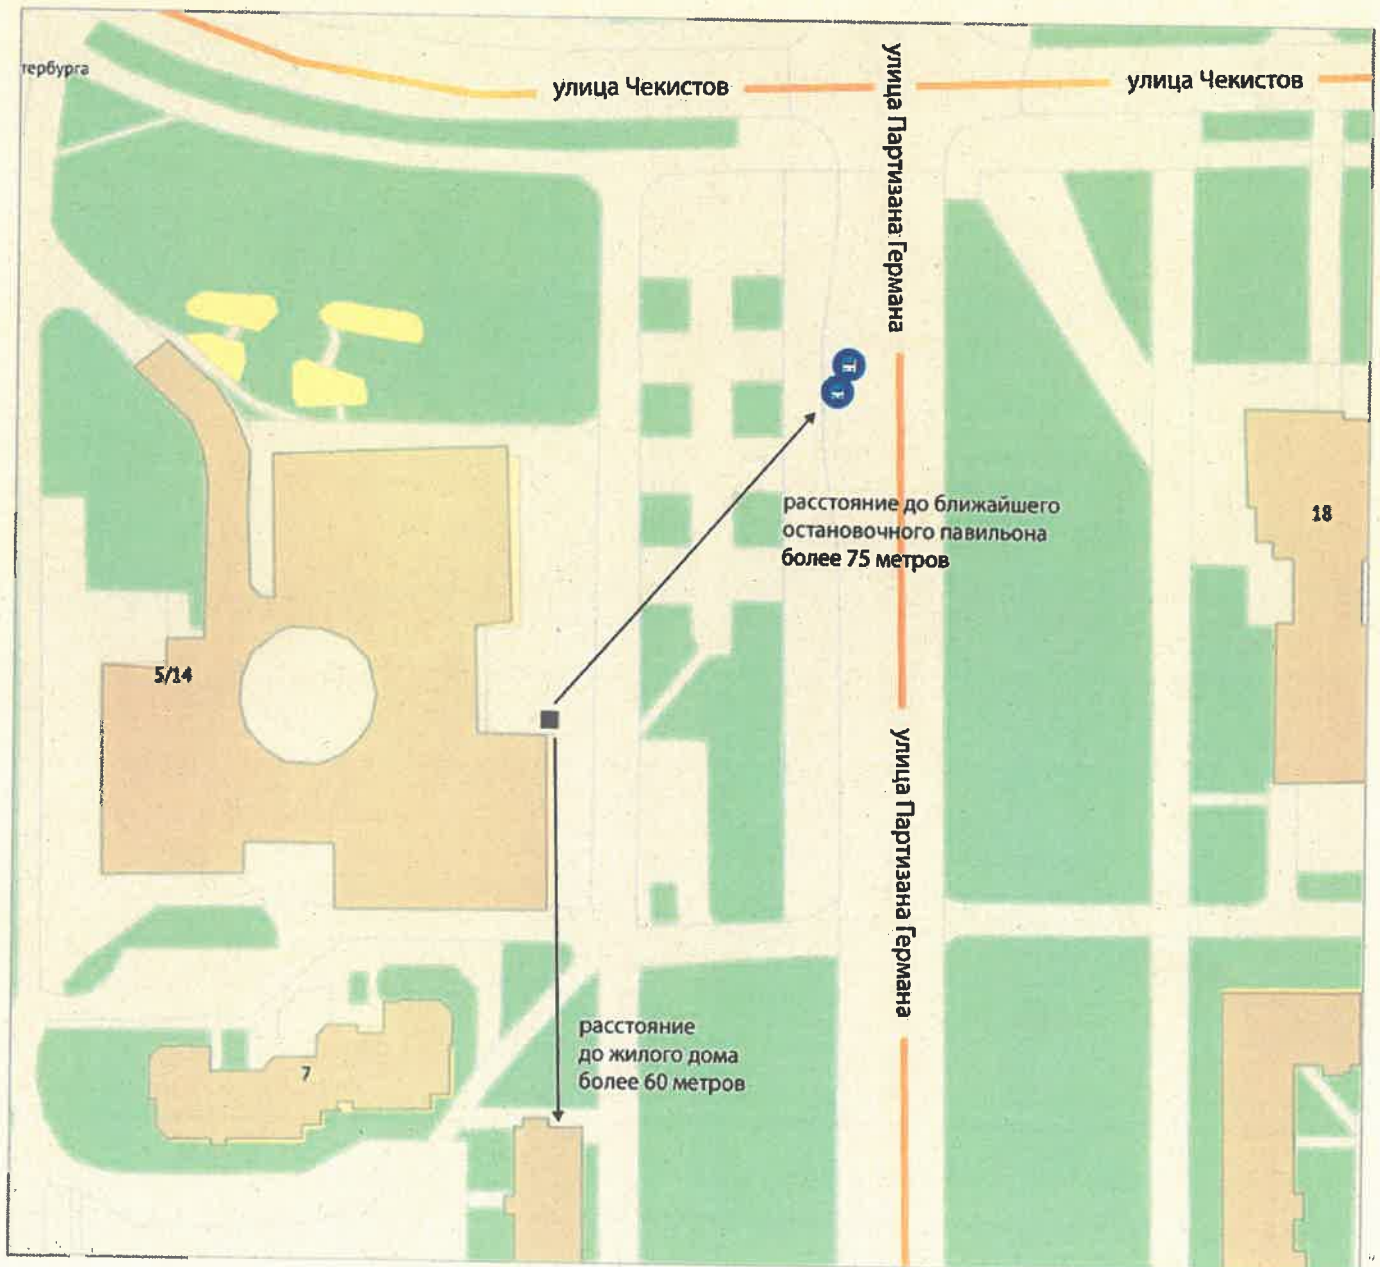 тербурга
улица Чекистов
улица Чекистов
улица Партизана Германа
18
расстояние до ближайшего
остановочного павильона
более 75 метров
5/14
улица Партизана Германа
расстояние
до жилого дома
более 60 метров
7